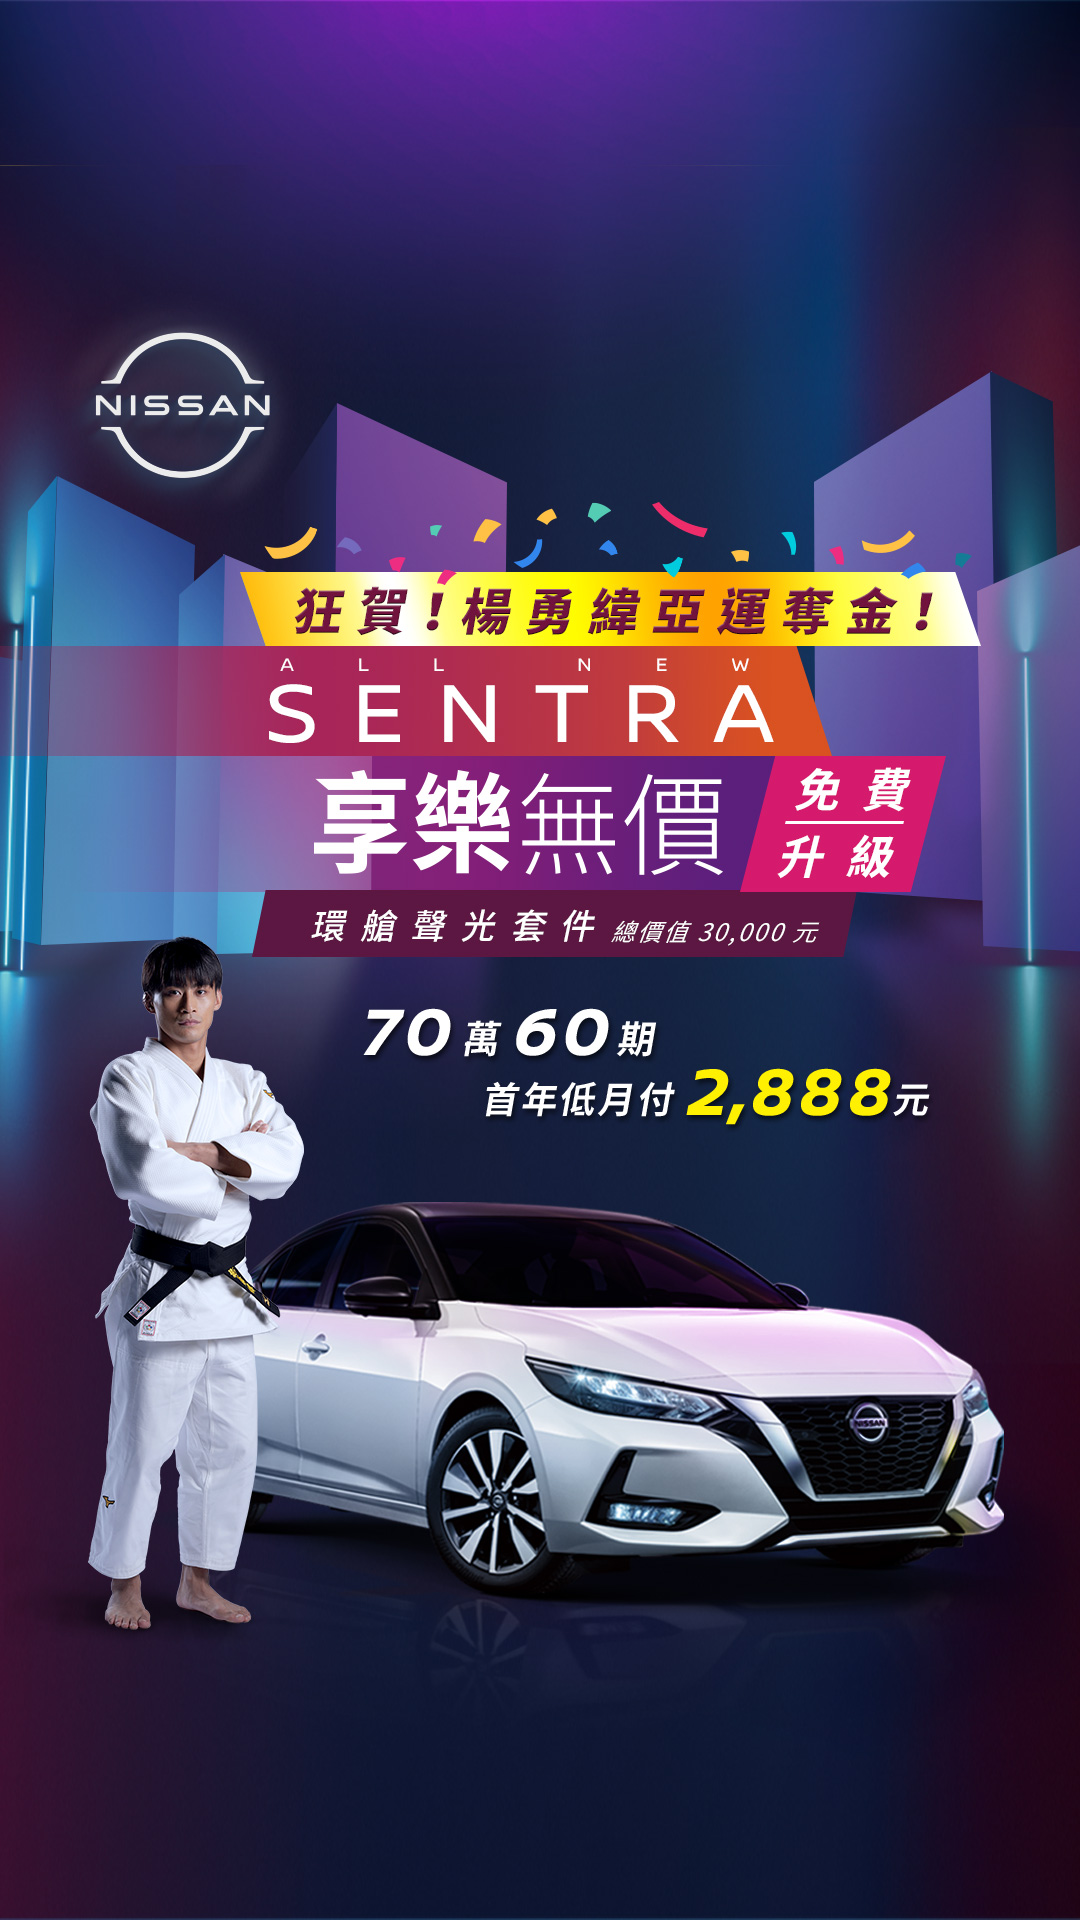 NISSAN
狂賀!楊勇緯亞運奪金!
ALL NEW
SENTRA
享樂無價
免費
升級
環艙聲光套件 總價值 30,000 元
70萬60期
首年低月付2,888元
NISSAN